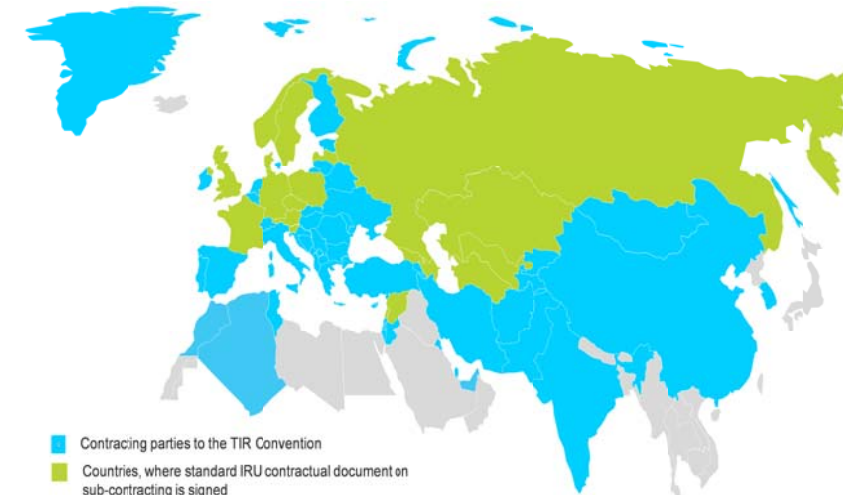 Contracing parties to the TIR Convention
Countries, where standard IRU contractual document on
sub-contracting is signed